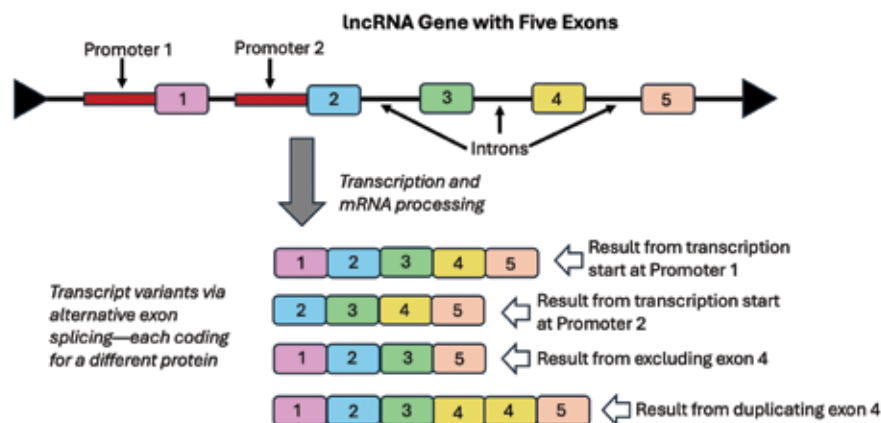 lncRNA Gene with Five Exons
Promoter 1
Promoter 2
1
2
3
4
5
Introns
Transcription and
mRNA processing
Transcript variants via
alternative exon
splicing—each coding
for a different protein
1 2 3 4 5
Result from transcription
start at Promoter 1
2 3 4 5
Result from transcription start
at Promoter 2
1 2 3 5
Result from excluding exon 4
1 2 3 4 4 5
Result from duplicating exon 4